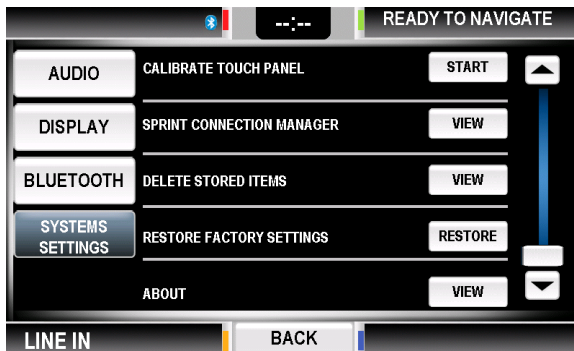 --:--
READY TO NAVIGATE
AUDIO
CALIBRATE TOUCH PANEL
START
DISPLAY
SPRINT CONNECTION MANAGER
VIEW
BLUETOOTH
DELETE STORED ITEMS
VIEW
SYSTEMS
SETTINGS
RESTORE FACTORY SETTINGS
RESTORE
ABOUT
VIEW
LINE IN
BACK